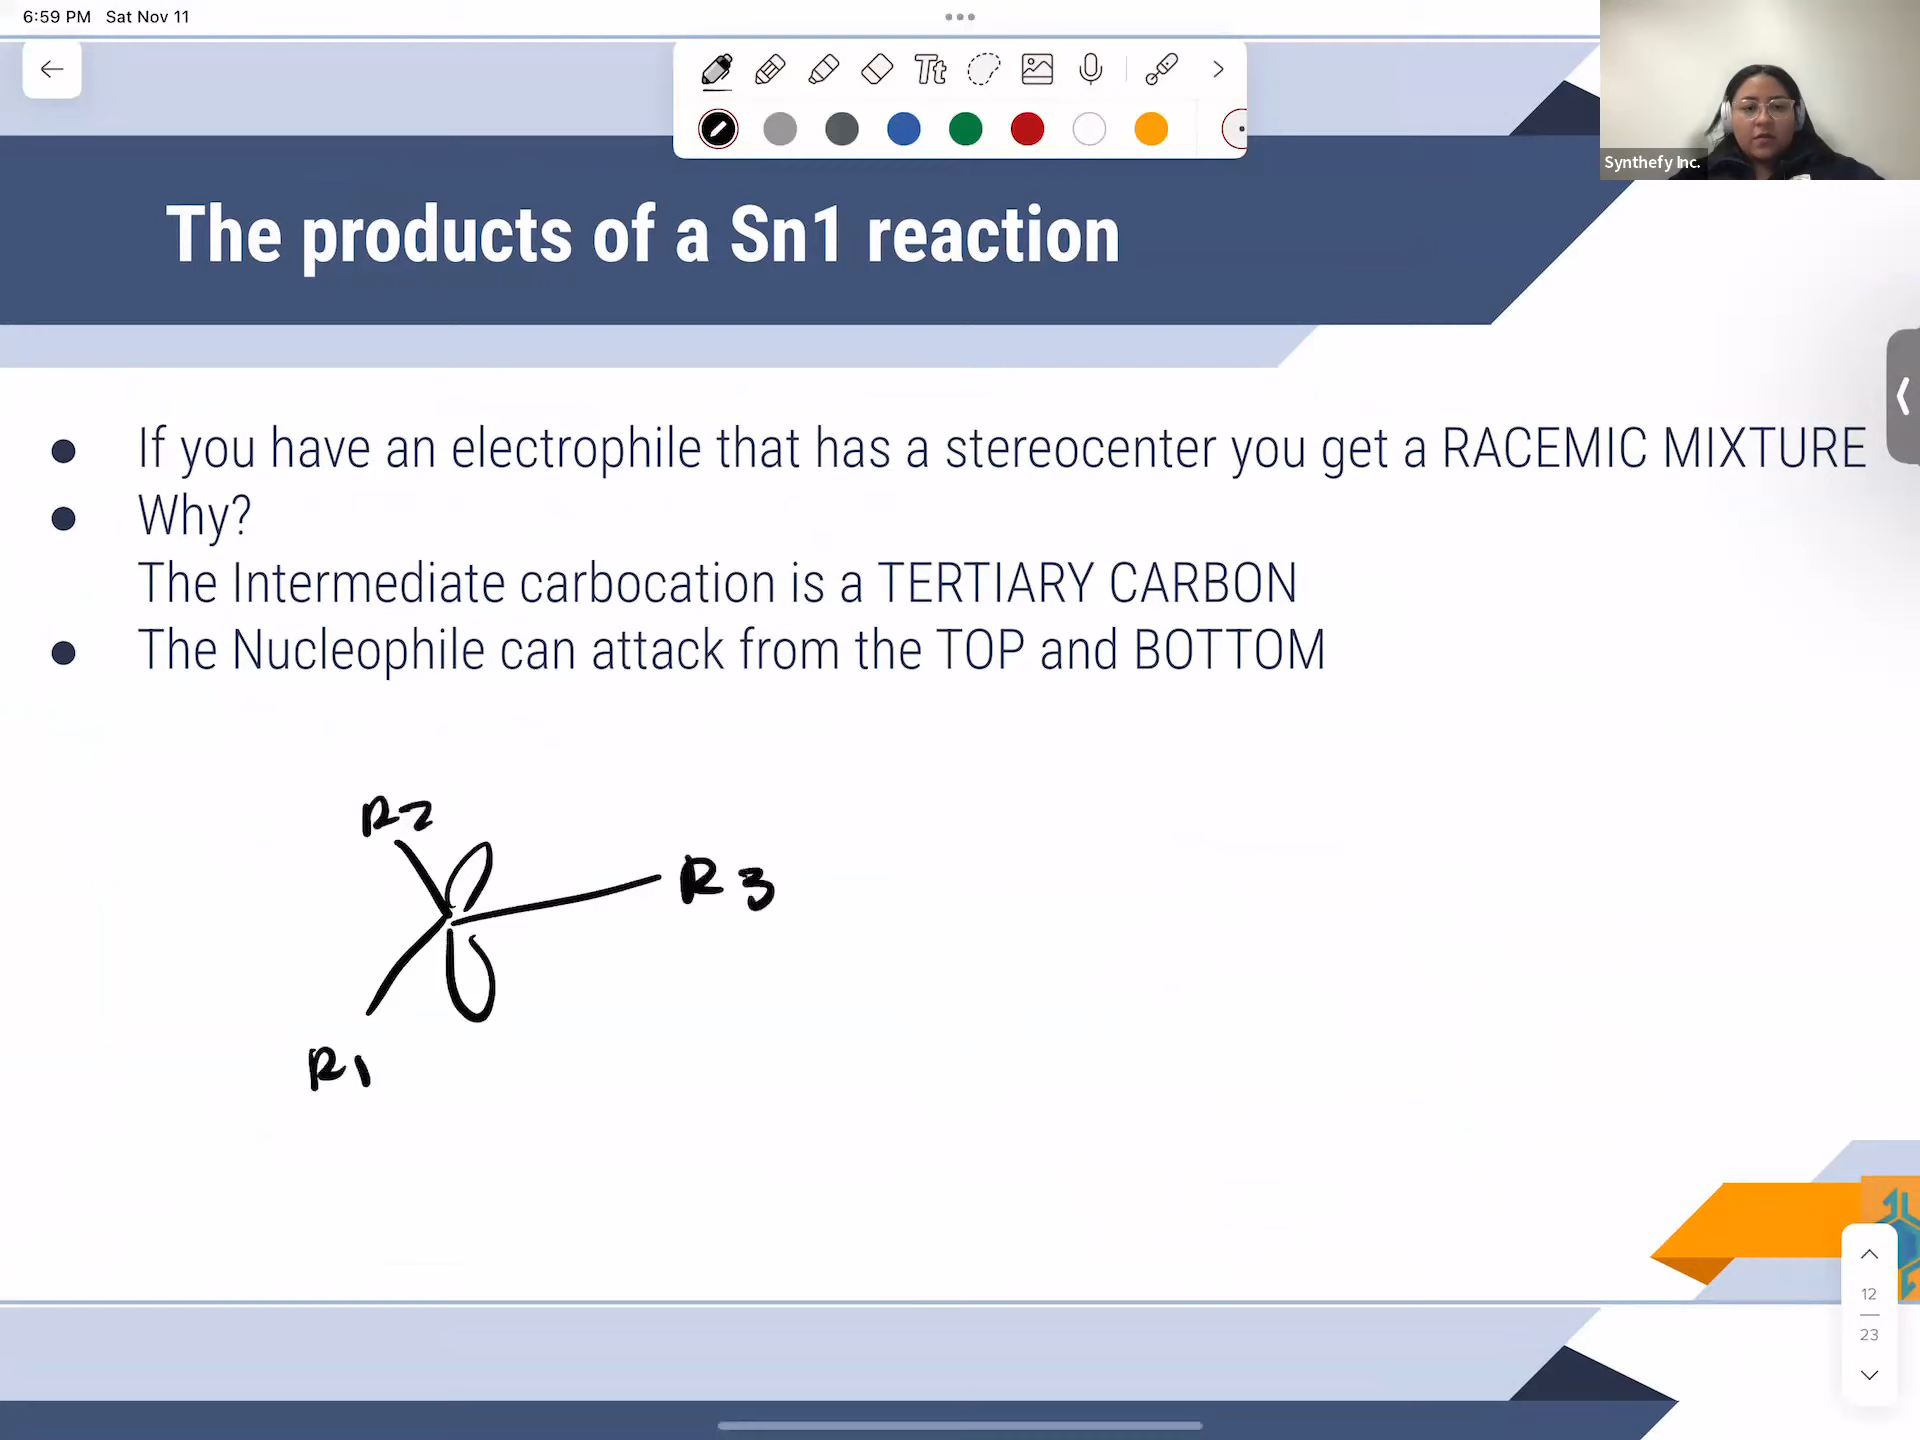 6:59 PM Sat Nov 11
Tt
Synthefy Inc.
The products of a Sn1 reaction
If you have an electrophile that has a stereocenter you get a RACEMIC MIXTURE
Why?
The Intermediate carbocation is a TERTIARY CARBON
The Nucleophile can attack from the TOP and BOTTOM
R2
R3
R1
12
23